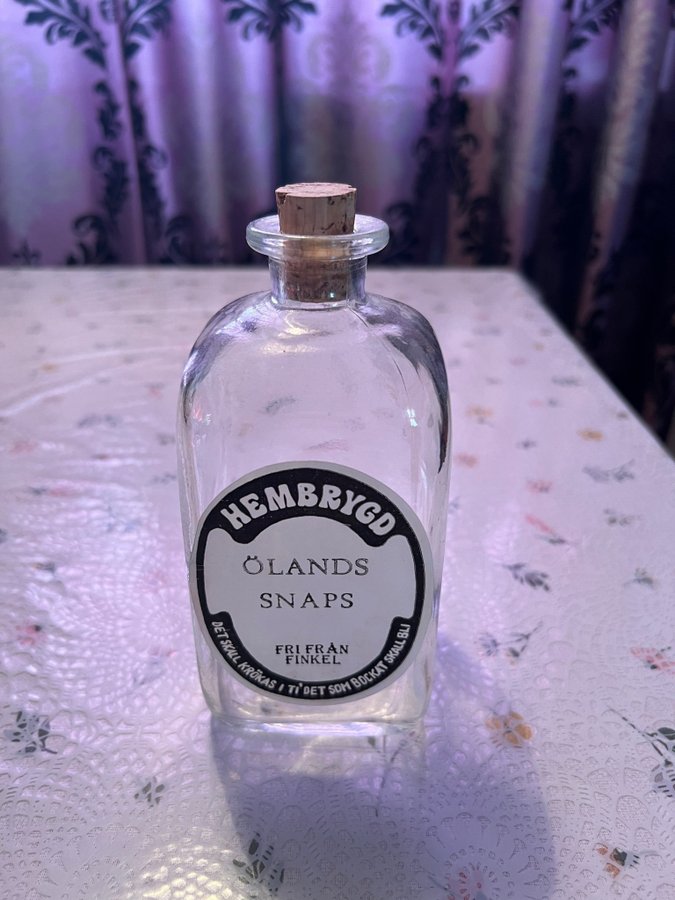 HEMBRYGD
ÖLANDS
SNAPS
FRI FRÅN
FINKEL
DET SKALL KRÖKAS I TI' DET SOM BOCKAT SKALL BLI